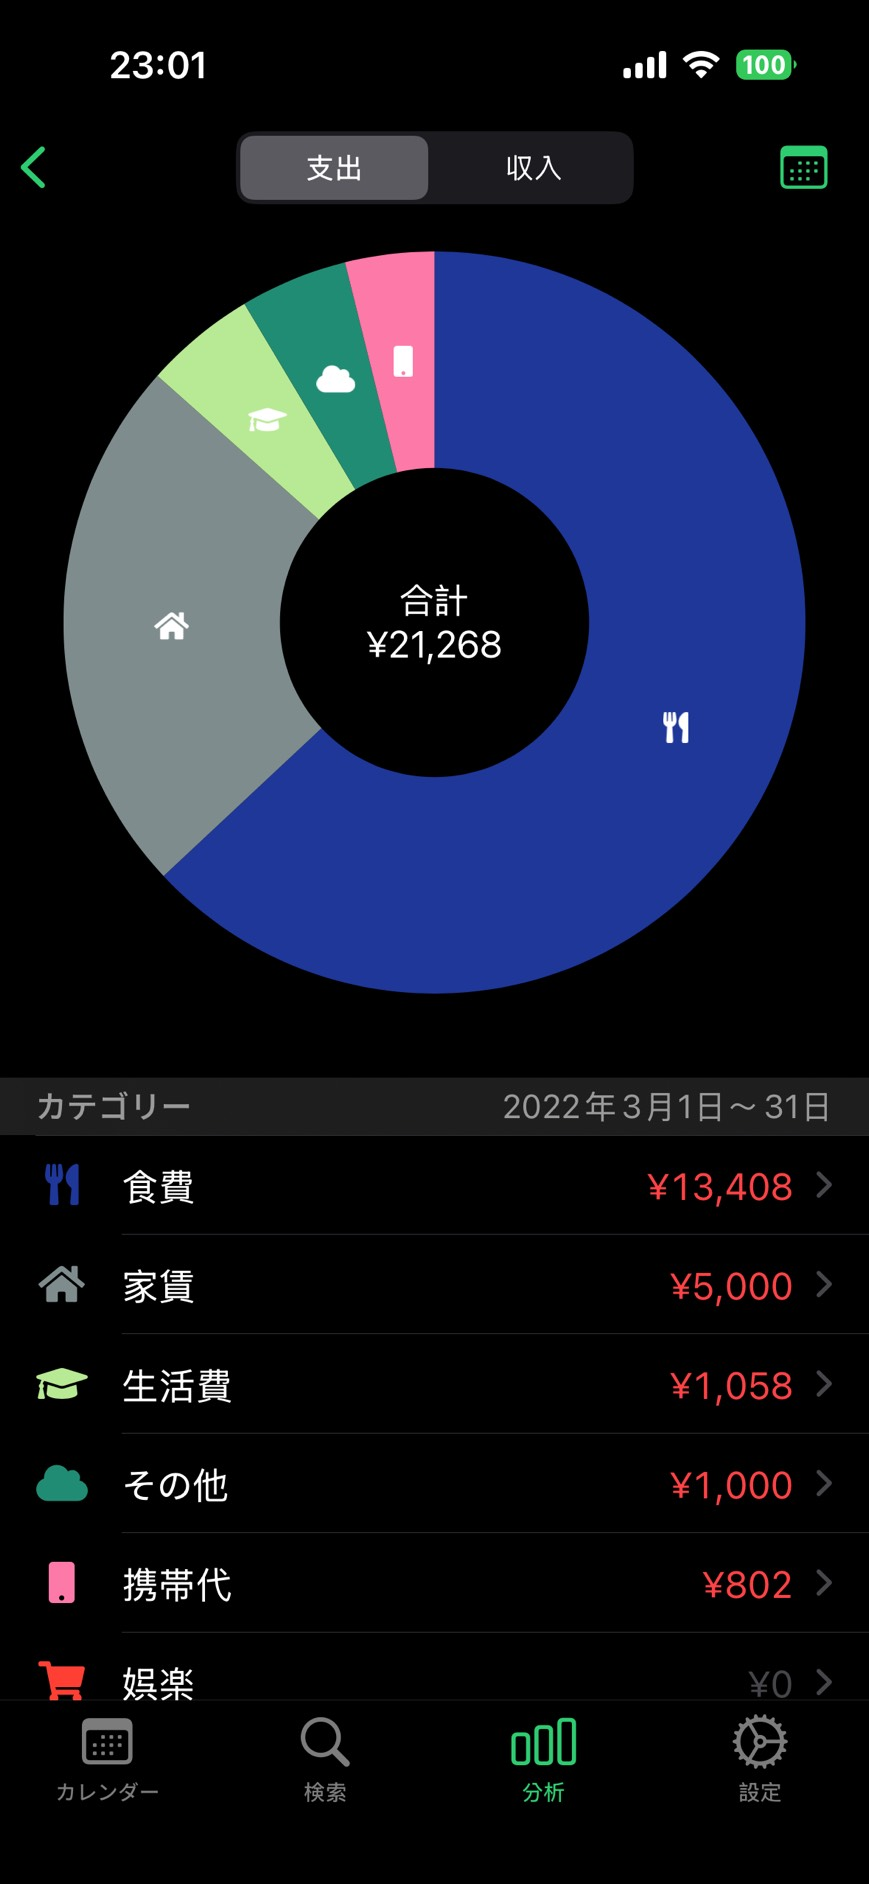 23:01
100
支出 収入
合計
¥21,268
カテゴリー 2022年3月1日〜31日
食費 ¥13,408
家賃 ¥5,000
生活費 ¥1,058
その他 ¥1,000
携帯代 ¥802
娯楽 ¥0
カレンダー 検索 分析 設定